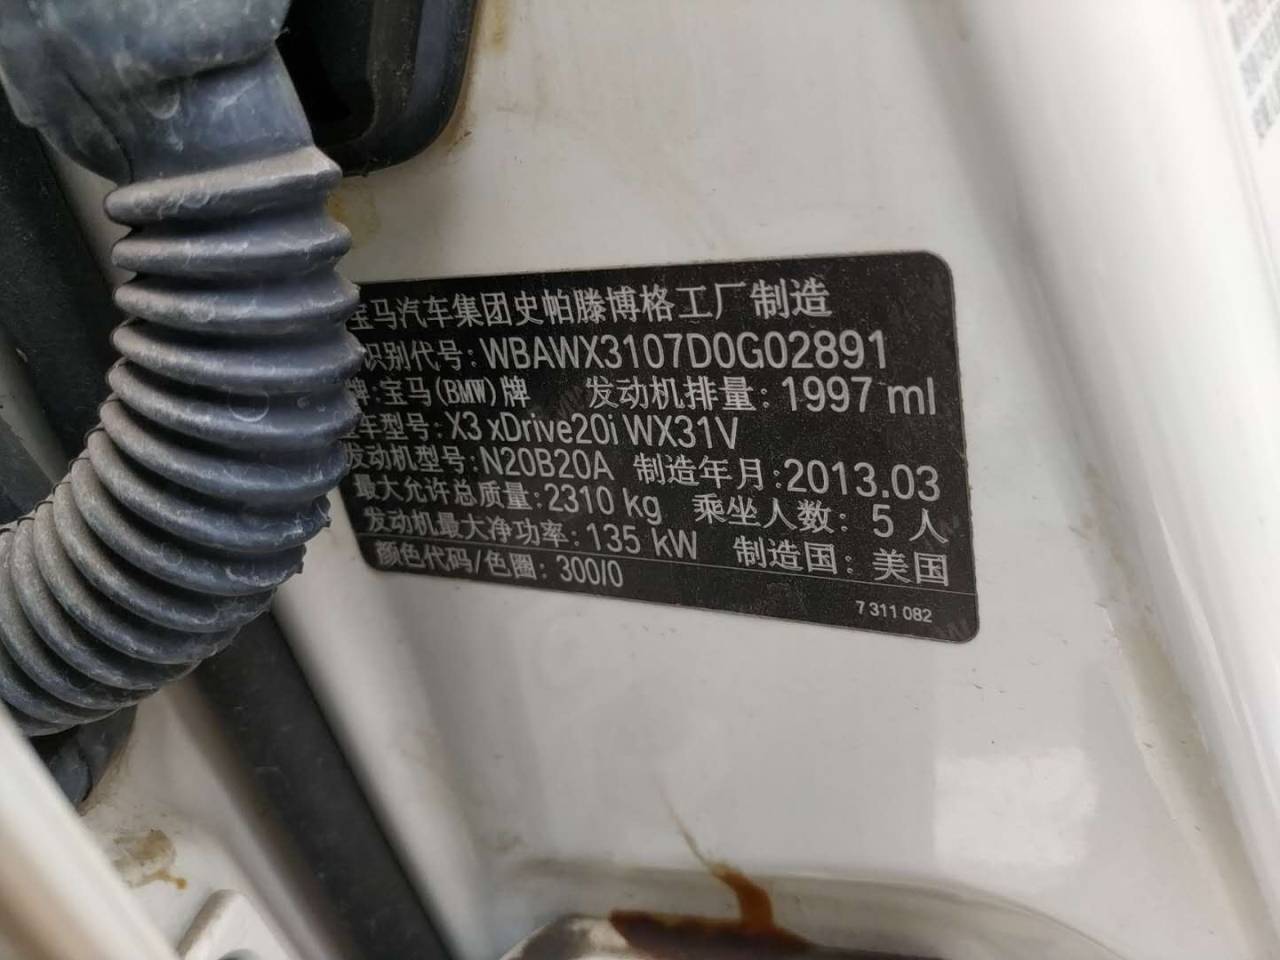 宝马汽车集团史帕滕博格工厂制造
识别代号: WBAWX3107D0G02891
牌:宝马(BMW)牌 发动机排量: 1997 ml
车型号: X3 xDrive20i WX31V
发动机型号: N20B20A 制造年月: 2013.03
最大允许总质量: 2310 kg 乘坐人数: 5 人
发动机最大净功率: 135 kW 制造国: 美国
颜色代码/色圈: 300/0
7 311 082